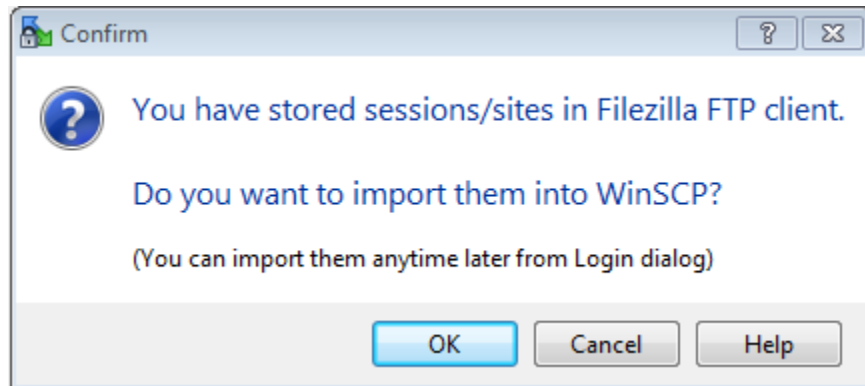 Confirm
You have stored sessions/sites in Filezilla FTP client.
Do you want to import them into WinSCP?
(You can import them anytime later from Login dialog)
OK Cancel Help